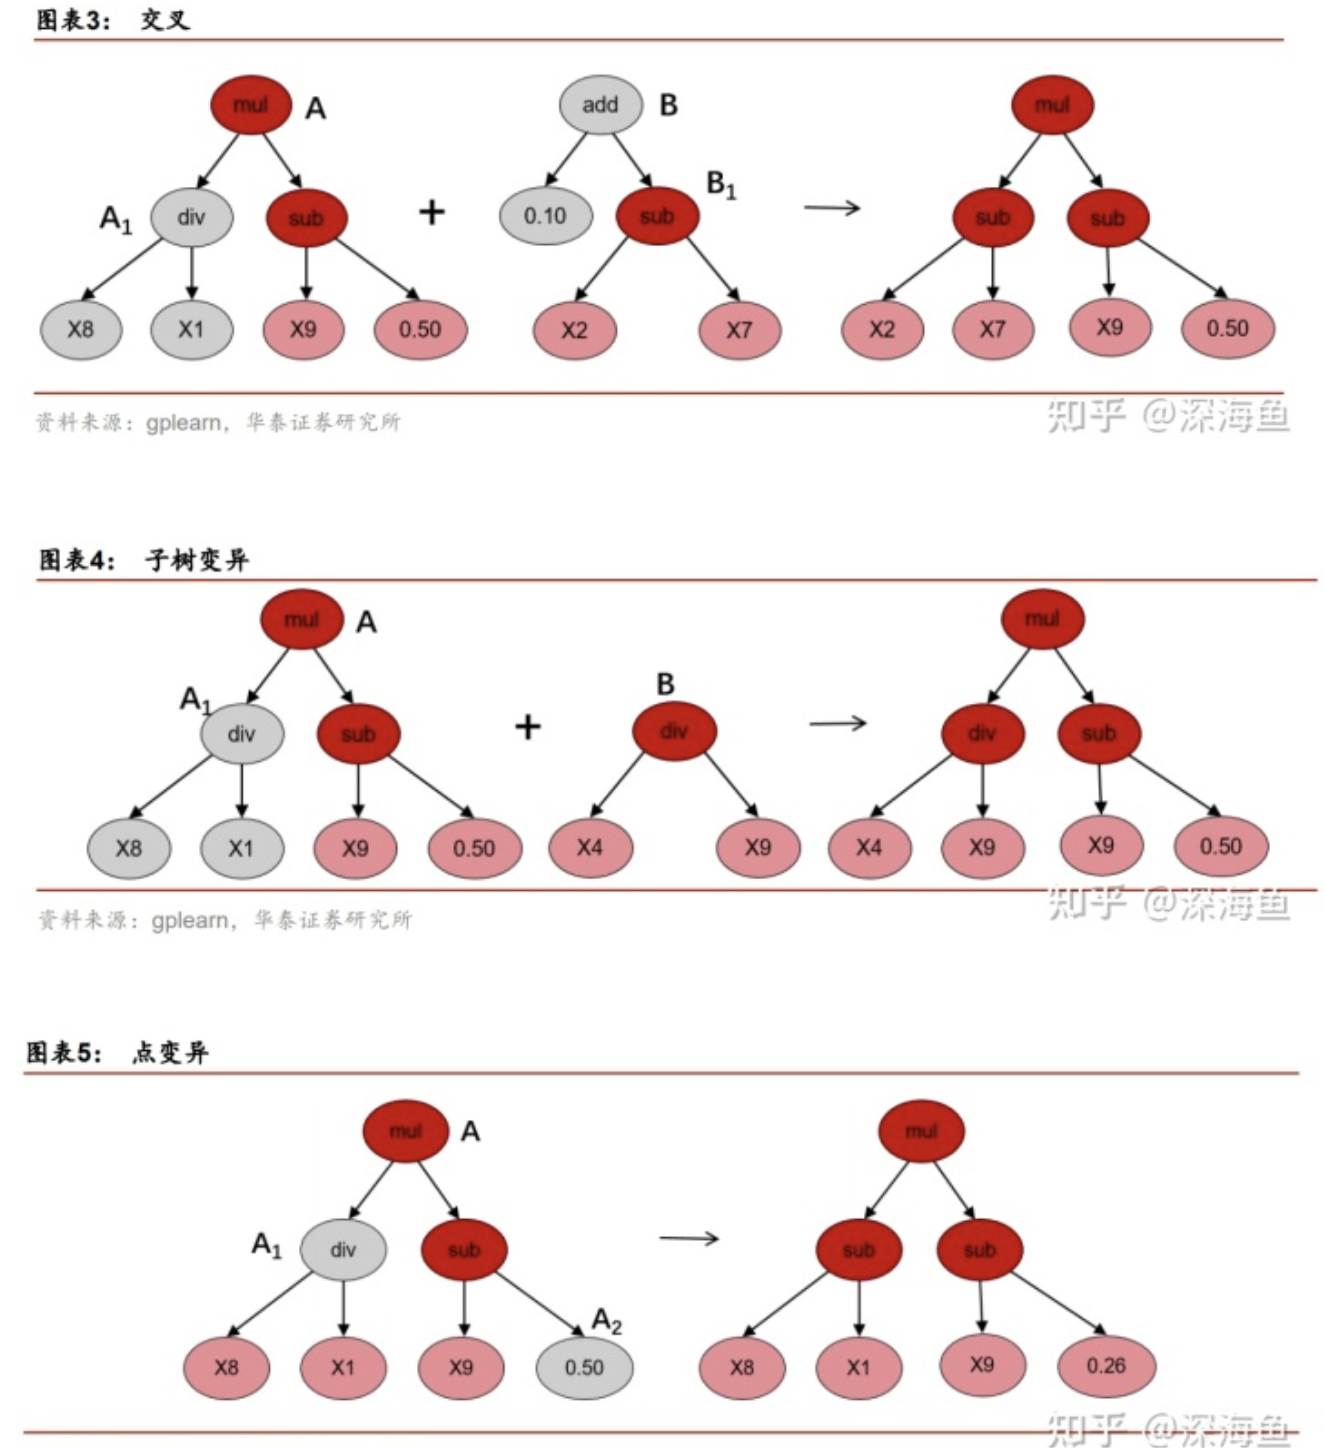 图表3： 交叉
mul A add B mul
A1 div sub + 0.10 sub B1 sub sub
X8 X1 X9 0.50 X2 X7 X2 X7 X9 0.50
资料来源：gplearn，华泰证券研究所
知乎 @深海鱼
图表4： 子树变异
mul A mul
A1 div sub + B div div sub
X8 X1 X9 0.50 X4 X9 X4 X9 X9 0.50
资料来源：gplearn，华泰证券研究所
知乎 @深海鱼
图表5： 点变异
mul A mul
A1 div sub sub sub
X8 X1 X9 A2 0.50 X8 X1 X9 0.26
知乎 @深海鱼